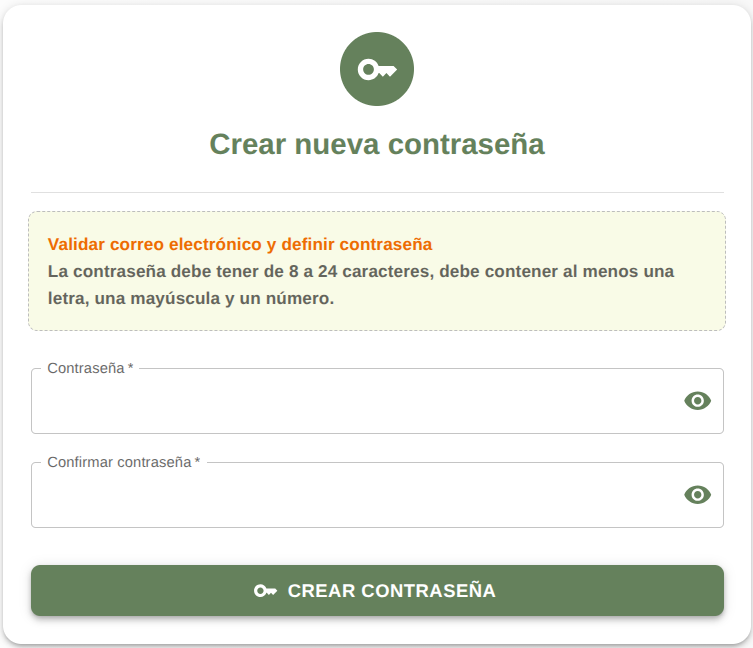 Crear nueva contraseña
Validar correo electrónico y definir contraseña
La contraseña debe tener de 8 a 24 caracteres, debe contener al menos una
letra, una mayúscula y un número.
Contraseña *
Confirmar contraseña *
CREAR CONTRASEÑA